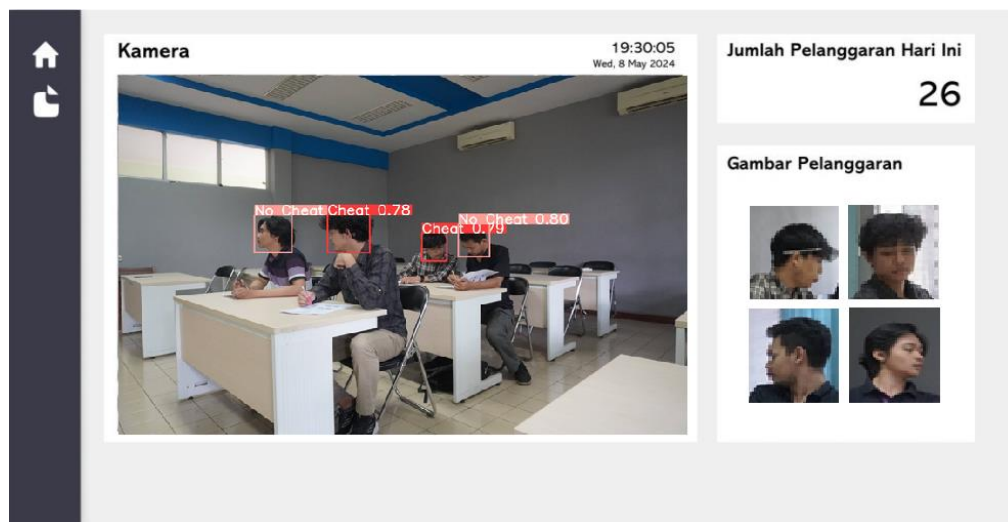 Kamera
19:30:05
Wed, 8 May 2024
No Cheat
Cheat 0.78
Cheat 0.79
No Cheat 0.80
Jumlah Pelanggaran Hari Ini
26
Gambar Pelanggaran